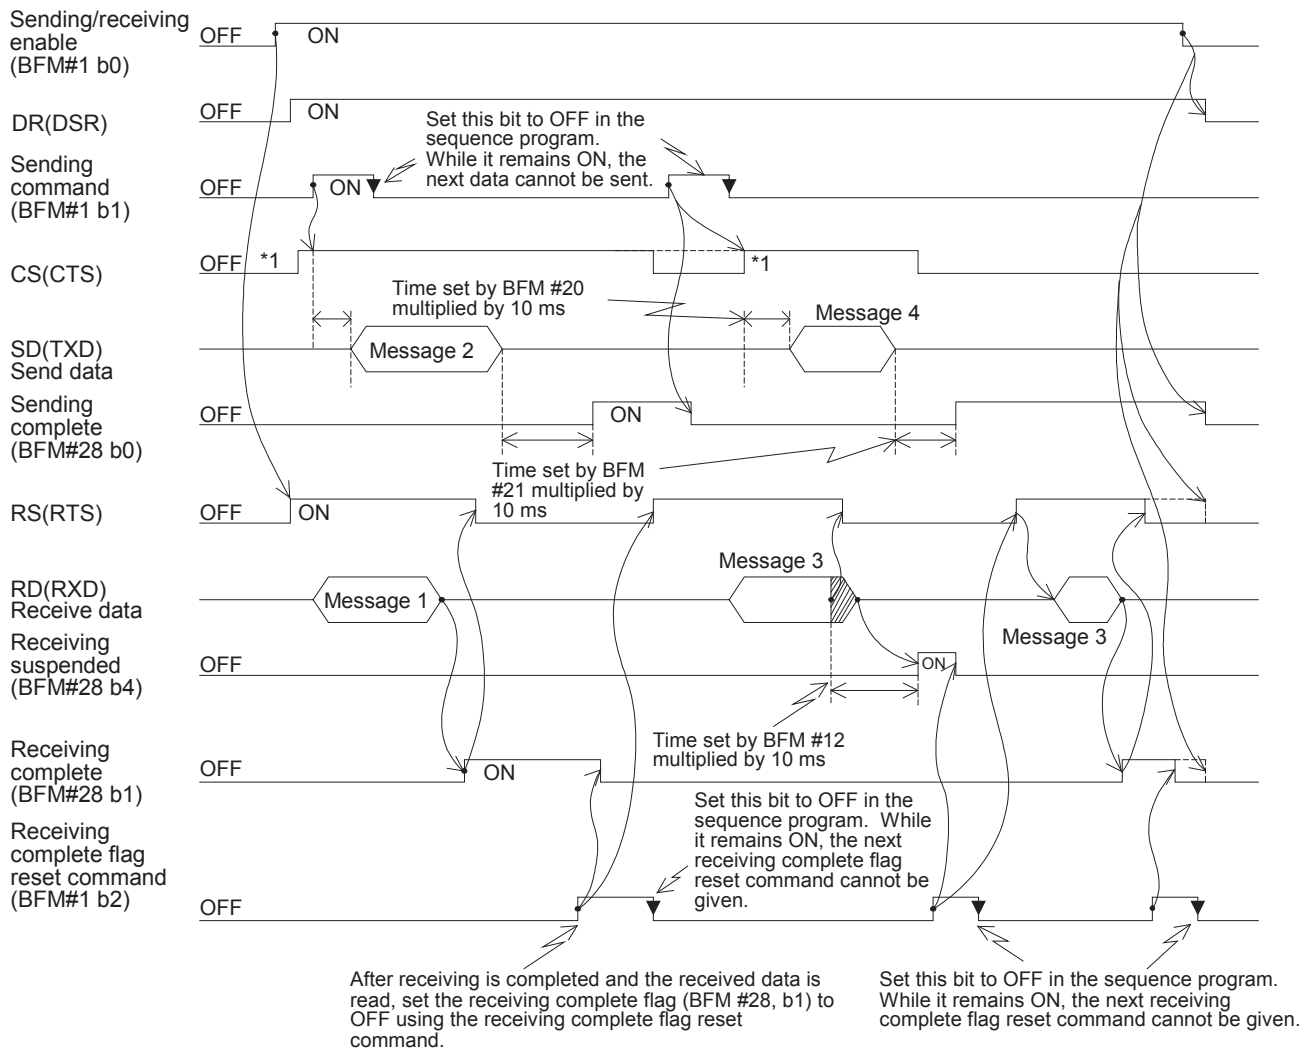 Sending/receiving
enable
(BFM#1 b0)
OFF
ON
DR(DSR)
OFF
ON
Set this bit to OFF in the
sequence program.
While it remains ON, the
next data cannot be sent.
Sending
command
(BFM#1 b1)
OFF
ON
CS(CTS)
OFF
*1
*1
Time set by BFM #20
multiplied by 10 ms
Message 4
SD(TXD)
Send data
Message 2
Sending
complete
(BFM#28 b0)
OFF
ON
Time set by BFM
#21 multiplied by
10 ms
RS(RTS)
OFF
ON
Message 3
RD(RXD)
Receive data
Message 1
Message 3
Receiving
suspended
(BFM#28 b4)
OFF
ON
Time set by BFM #12
multiplied by 10 ms
Receiving
complete
(BFM#28 b1)
OFF
ON
Set this bit to OFF in the
sequence program. While
it remains ON, the next
receiving complete flag
reset command cannot be
given.
Receiving
complete flag
reset command
(BFM#1 b2)
OFF
After receiving is completed and the received data is
read, set the receiving complete flag (BFM #28, b1) to
OFF using the receiving complete flag reset
command.
Set this bit to OFF in the sequence program.
While it remains ON, the next receiving
complete flag reset command cannot be given.